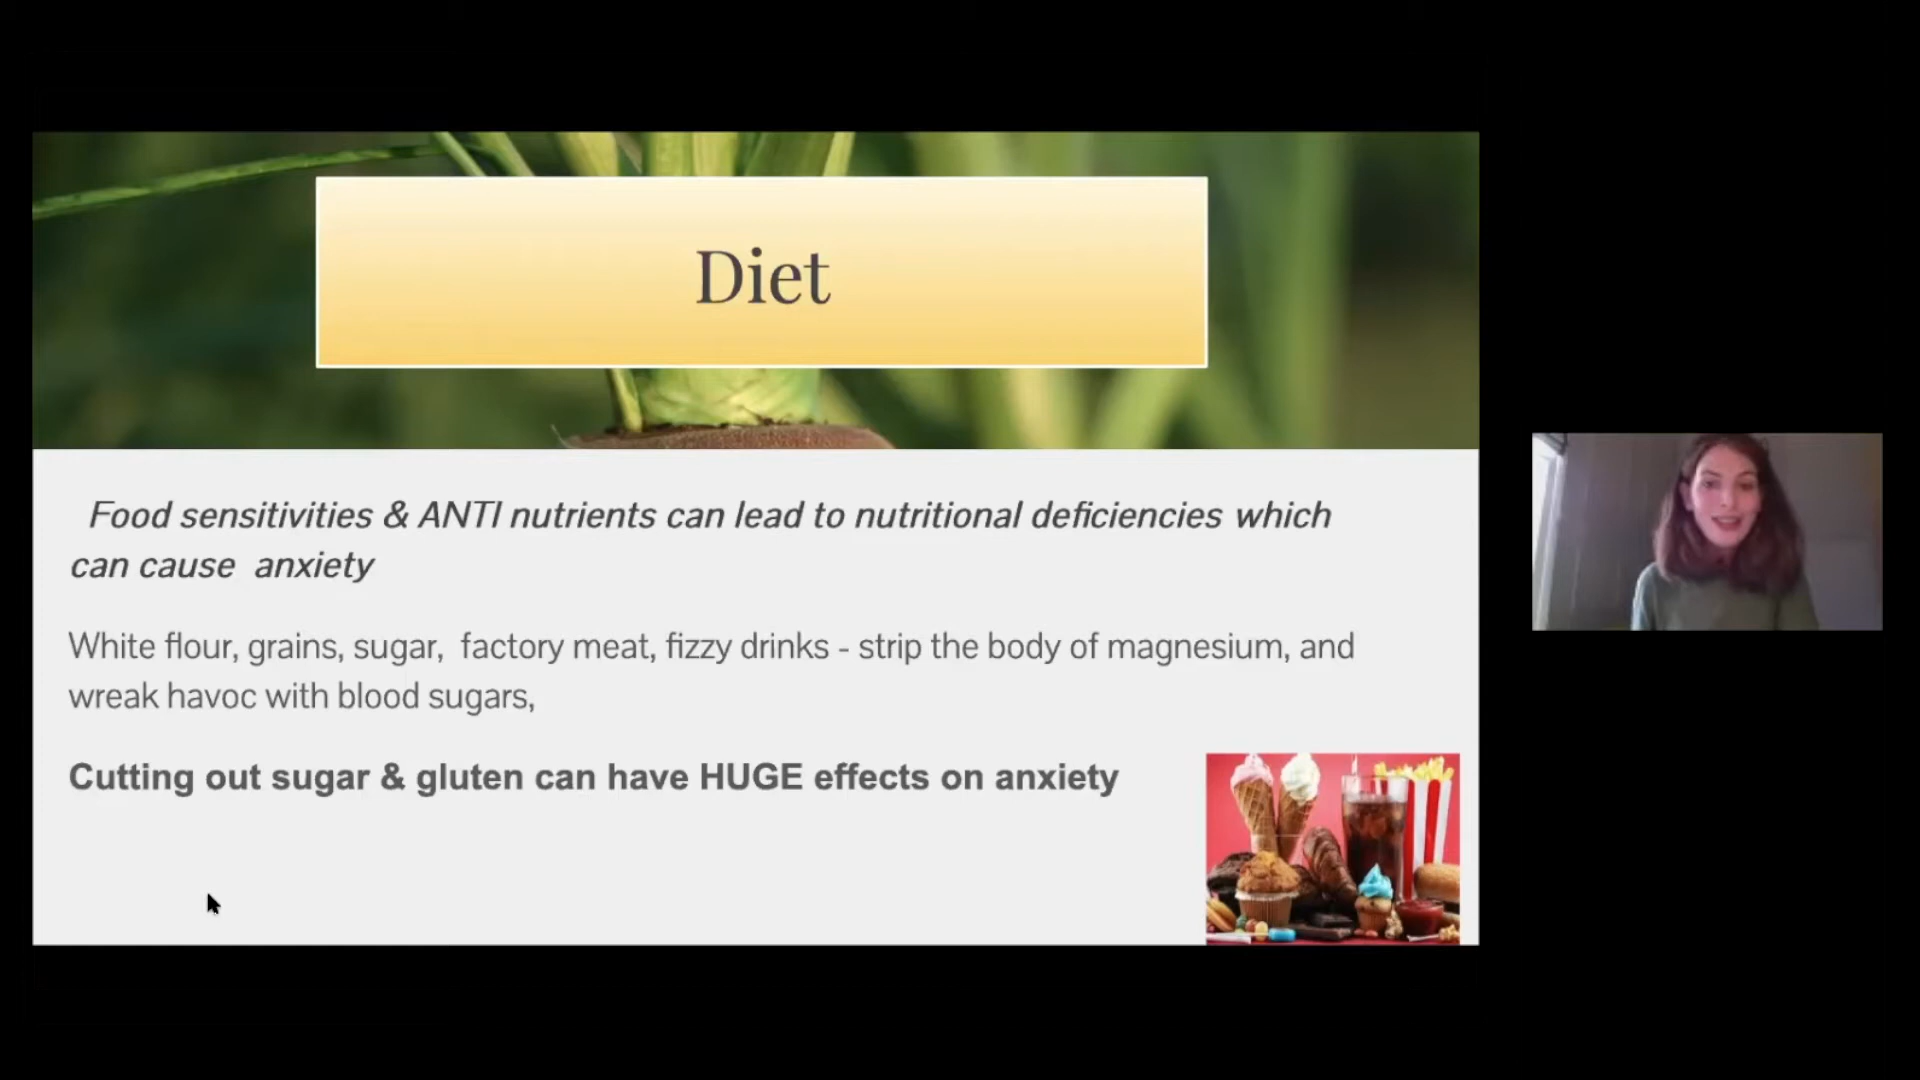 Diet
Food sensitivities & ANTI nutrients can lead to nutritional deficiencies which
can cause anxiety
White flour, grains, sugar, factory meat, fizzy drinks - strip the body of magnesium, and
wreak havoc with blood sugars,
Cutting out sugar & gluten can have HUGE effects on anxiety